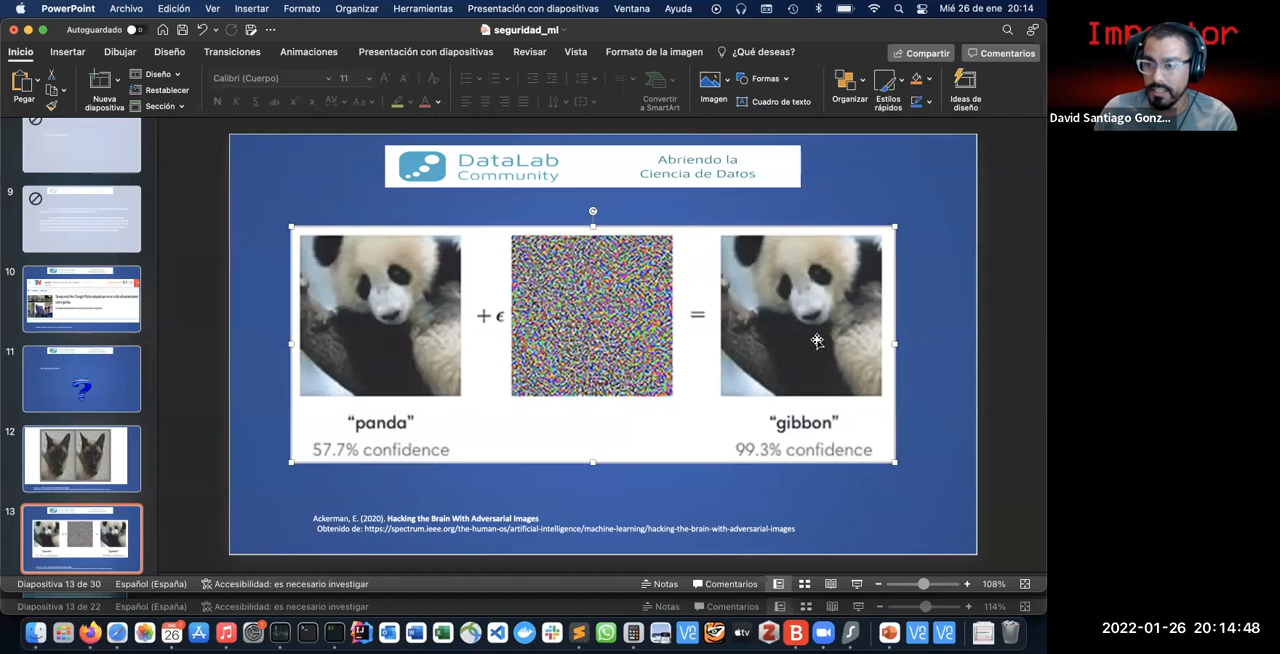 PowerPoint Archivo Edición Ver Insertar Formato Organizar Herramientas Presentación con diapositivas Ventana Ayuda Mié 26 de ene 20:14
Autoguardado seguridad_ml
Inicio Insertar Dibujar Diseño Transiciones Animaciones Presentación con diapositivas Revisar Vista Formato de la imagen ¿Qué deseas? Compartir Comentarios
Pegar
Nueva diapositiva
Diseño
Restablecer
Sección
Calibri (Cuerpo) 11
Convertir a SmartArt
Imagen
Formas
Cuadro de texto
Organizar
Estilos rápidos
Ideas de diseño
David Santiago Gonz...
9
10
11
12
13
DataLab
Community
Abriendo la
Ciencia de Datos
+ ϵ =
"panda"
57.7% confidence
"gibbon"
99.3% confidence
Ackerman, E. (2020). Hacking the Brain With Adversarial Images
Obtenido de: https://spectrum.ieee.org/the-human-os/artificial-intelligence/machine-learning/hacking-the-brain-with-adversarial-images
Diapositiva 13 de 30 Español (España) Accesibilidad: es necesario investigar Notas Comentarios 108%
Diapositiva 13 de 22 Español (España) Accesibilidad: es necesario investigar Notas Comentarios 114%
2022-01-26 20:14:48